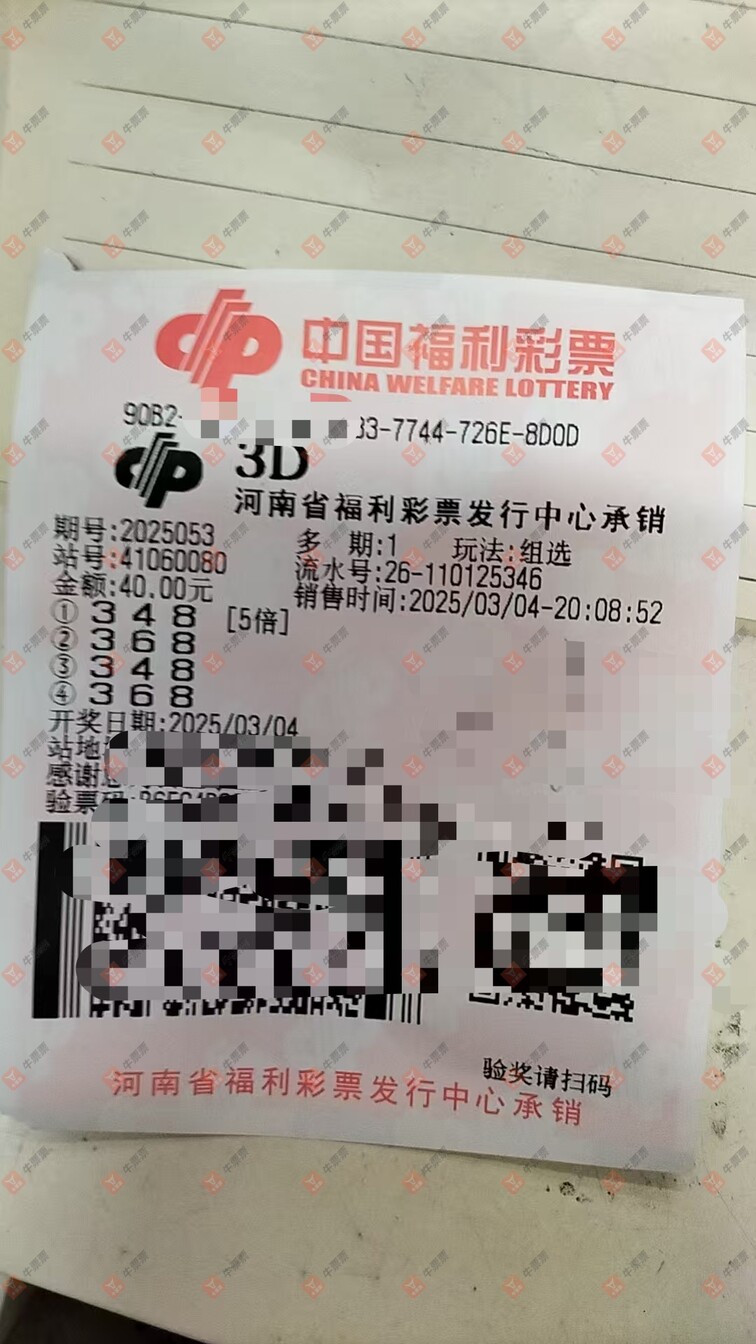 中国福利彩票
CHINA WELFARE LOTTERY
90B2- 33-7744-726E-8D0D
3D
河南省福利彩票发行中心承销
期号:2025053
多 期:1 玩法:组选
站号:41060080
流水号:26-110125346
金额:40.00元
销售时间:2025/03/04-20:08:52
① 3 4 8 [5倍]
② 3 6 8
③ 3 4 8
④ 3 6 8
开奖日期:2025/03/04
站地
感谢
验票码
验奖请扫码
河南省福利彩票发行中心承销
牛票票